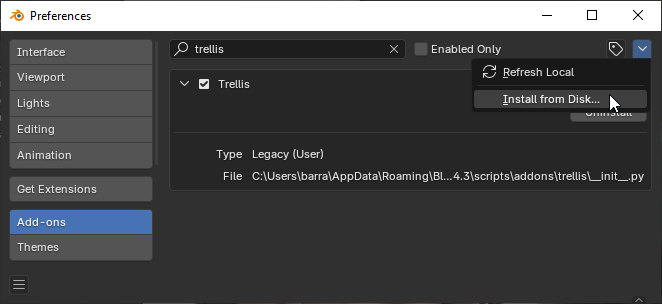 Preferences
Interface
Viewport
Lights
Editing
Animation
Get Extensions
Add-ons
Themes
trellis
Enabled Only
Refresh Local
Install from Disk...
Trellis
Uninstall
Type Legacy (User)
File C:\Users\barra\AppData\Roaming\Bl...4.3\scripts\addons\trellis\__init__.py